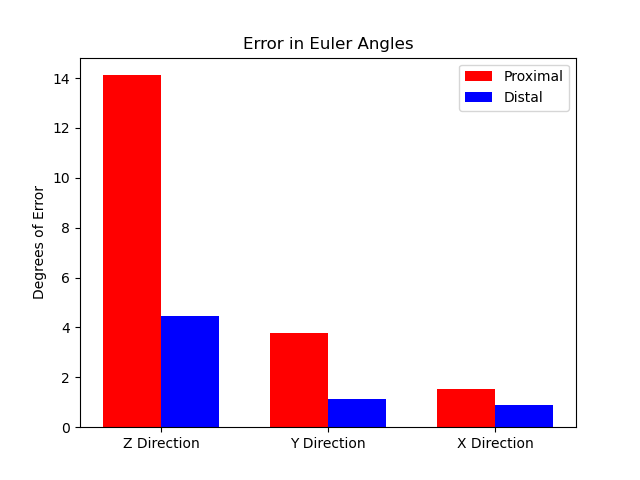 Error in Euler Angles
Proximal
Distal
Degrees of Error
14
12
10
8
6
4
2
0
Z Direction
Y Direction
X Direction